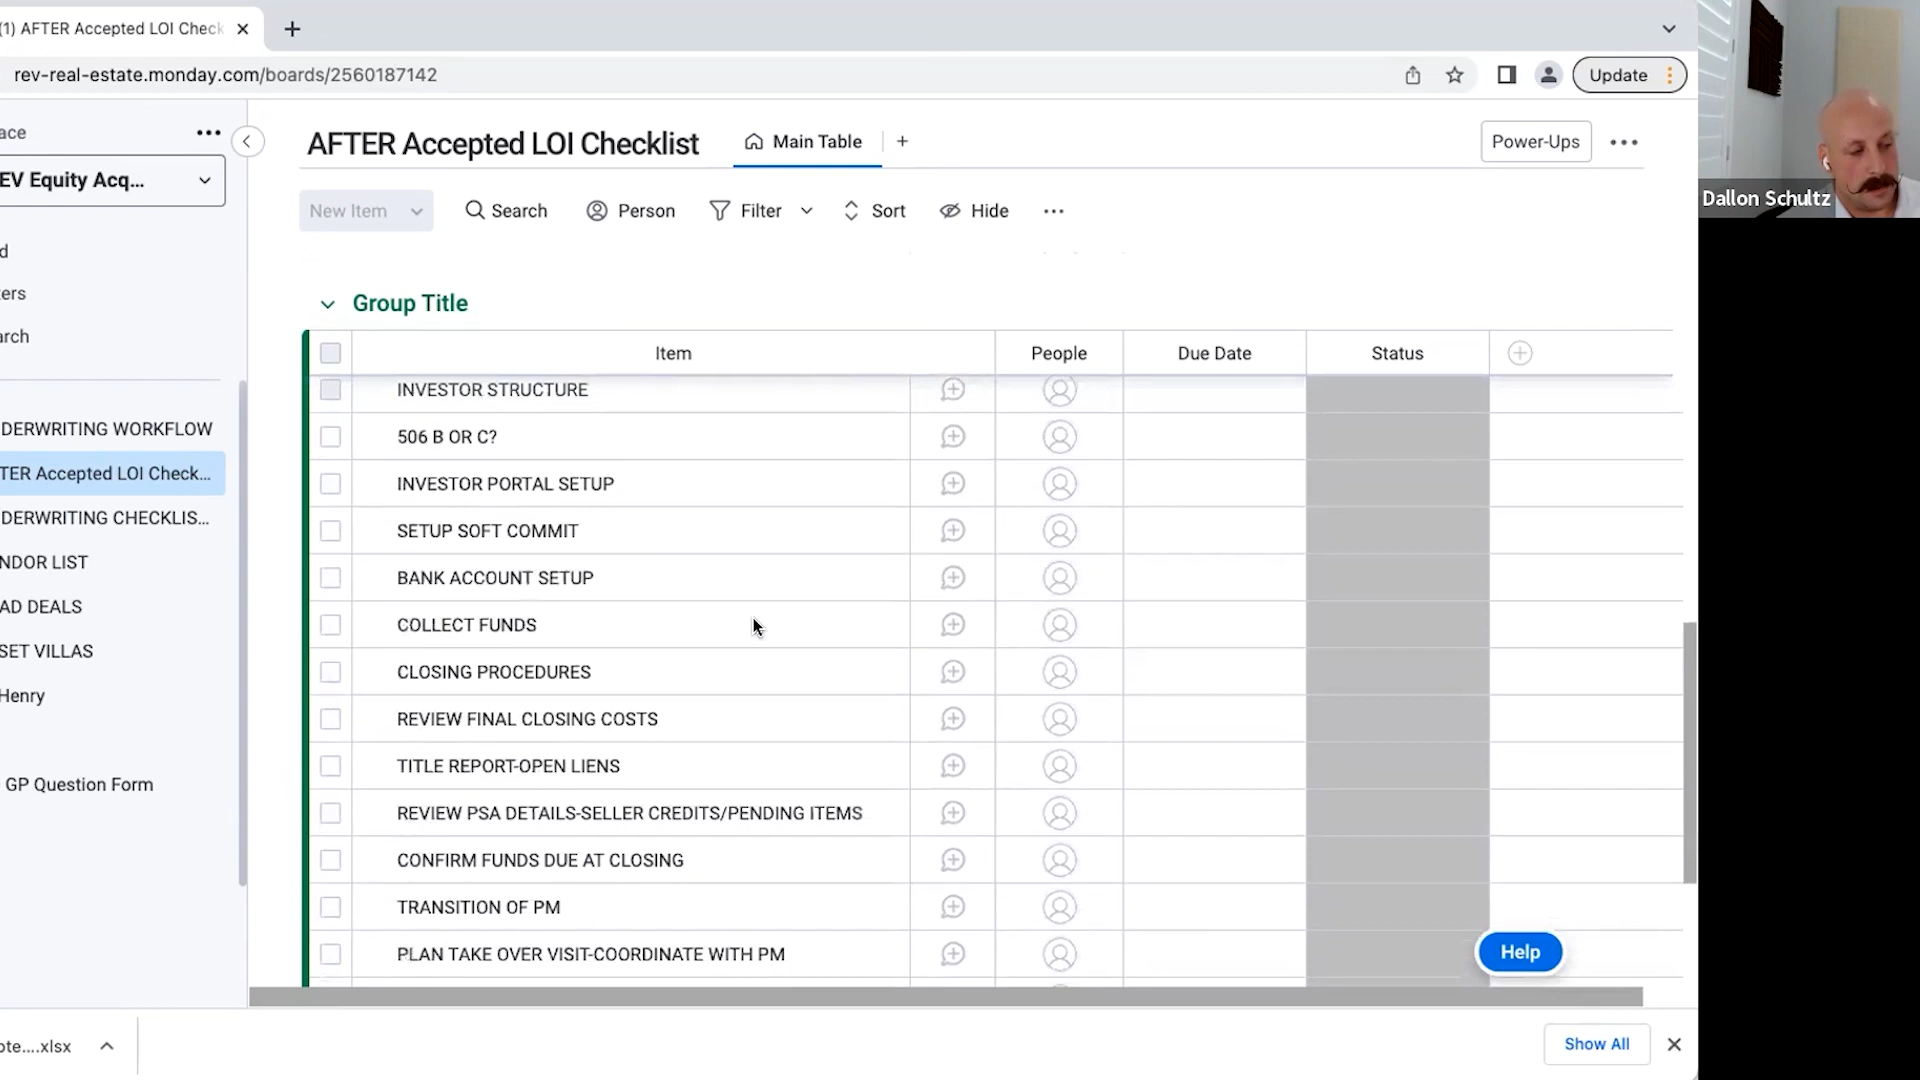 (1) AFTER Accepted LOI Check
rev-real-estate.monday.com/boards/2560187142
Update
ace
EV Equity Acq...
d
ters
arch
DERWRITING WORKFLOW
TER Accepted LOI Check...
DERWRITING CHECKLIS...
NDOR LIST
AD DEALS
SET VILLAS
Henry
GP Question Form
AFTER Accepted LOI Checklist
Main Table
Power-Ups
New Item
Search
Person
Filter
Sort
Hide
Group Title
Item People Due Date Status
INVESTOR STRUCTURE
506 B OR C?
INVESTOR PORTAL SETUP
SETUP SOFT COMMIT
BANK ACCOUNT SETUP
COLLECT FUNDS
CLOSING PROCEDURES
REVIEW FINAL CLOSING COSTS
TITLE REPORT-OPEN LIENS
REVIEW PSA DETAILS-SELLER CREDITS/PENDING ITEMS
CONFIRM FUNDS DUE AT CLOSING
TRANSITION OF PM
PLAN TAKE OVER VISIT-COORDINATE WITH PM
Help
ote....xlsx
Show All
Dallon Schultz